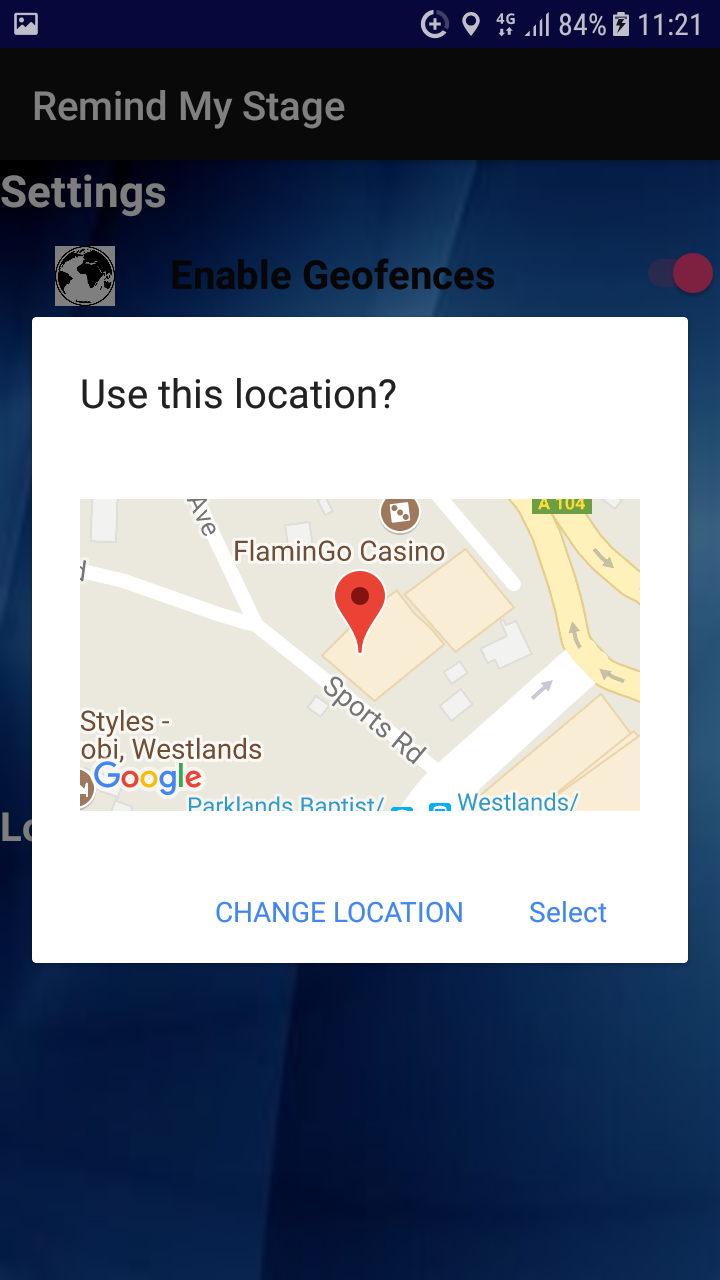 4G 84% 11:21
Remind My Stage
Settings
Enable Geofences
Use this location?
Ave
A 104
FlaminGo Casino
d
Sports Rd
Styles -
obi, Westlands
Google
Parklands Baptist/
Westlands/
Lo
CHANGE LOCATION Select